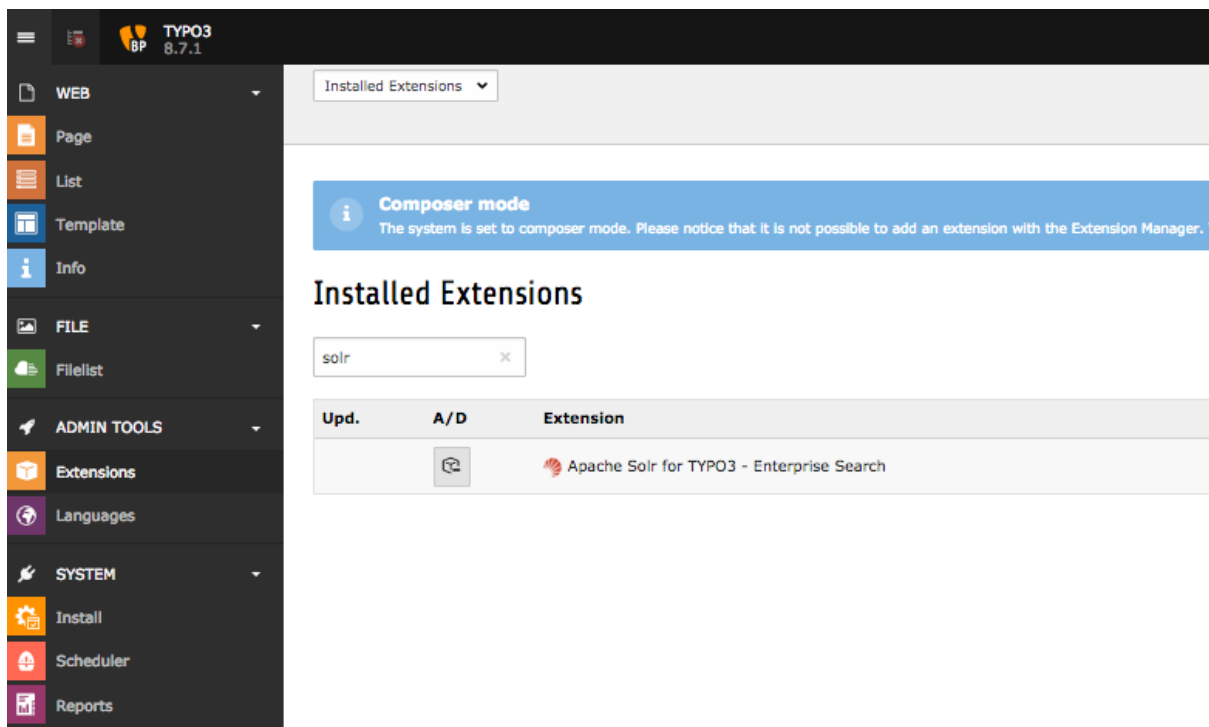 TYPO3
BP
8.7.1
WEB
Page
List
Template
Info
FILE
Filelist
ADMIN TOOLS
Extensions
Languages
SYSTEM
Install
Scheduler
Reports
Installed Extensions
Composer mode
The system is set to composer mode. Please notice that it is not possible to add an extension with the Extension Manager.
Installed Extensions
solr
Upd. A/D Extension
Apache Solr for TYPO3 - Enterprise Search